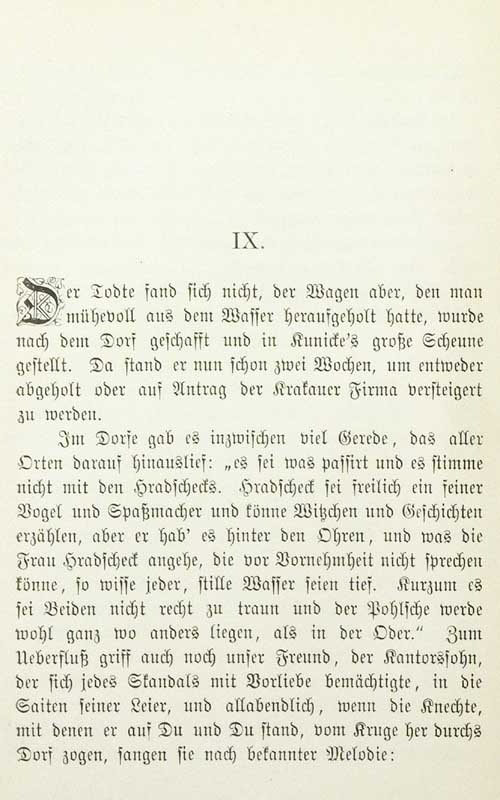 IX.
Der Todte fand sich nicht, der Wagen aber, den man
mühevoll aus dem Wasser heraufgeholt hatte, wurde
nach dem Dorf geschafft und in Kunicke's große Scheune
gestellt. Da stand er nun schon zwei Wochen, um entweder
abgeholt oder auf Antrag der Krakauer Firma versteigert
zu werden.
Im Dorfe gab es inzwischen viel Gerede, das aller
Orten darauf hinauslief: „es sei was passirt und es stimme
nicht mit den Hradschecks. Hradscheck sei freilich ein feiner
Vogel und Spaßmacher und könne Witzchen und Geschichten
erzählen, aber er hab' es hinter den Ohren, und was die
Frau Hradscheck angehe, die vor Vornehmheit nicht sprechen
könne, so wisse jeder, stille Wasser seien tief. Kurzum es
sei Beiden nicht recht zu traun und der Pohlsche werde
wohl ganz wo anders liegen, als in der Oder.“ Zum
Ueberfluß griff auch noch unser Freund, der Kantorssohn,
der sich jedes Skandals mit Vorliebe bemächtigte, in die
Saiten seiner Leier, und allabendlich, wenn die Knechte,
mit denen er auf Du und Du stand, vom Kruge her durchs
Dorf zogen, sangen sie nach bekannter Melodie: